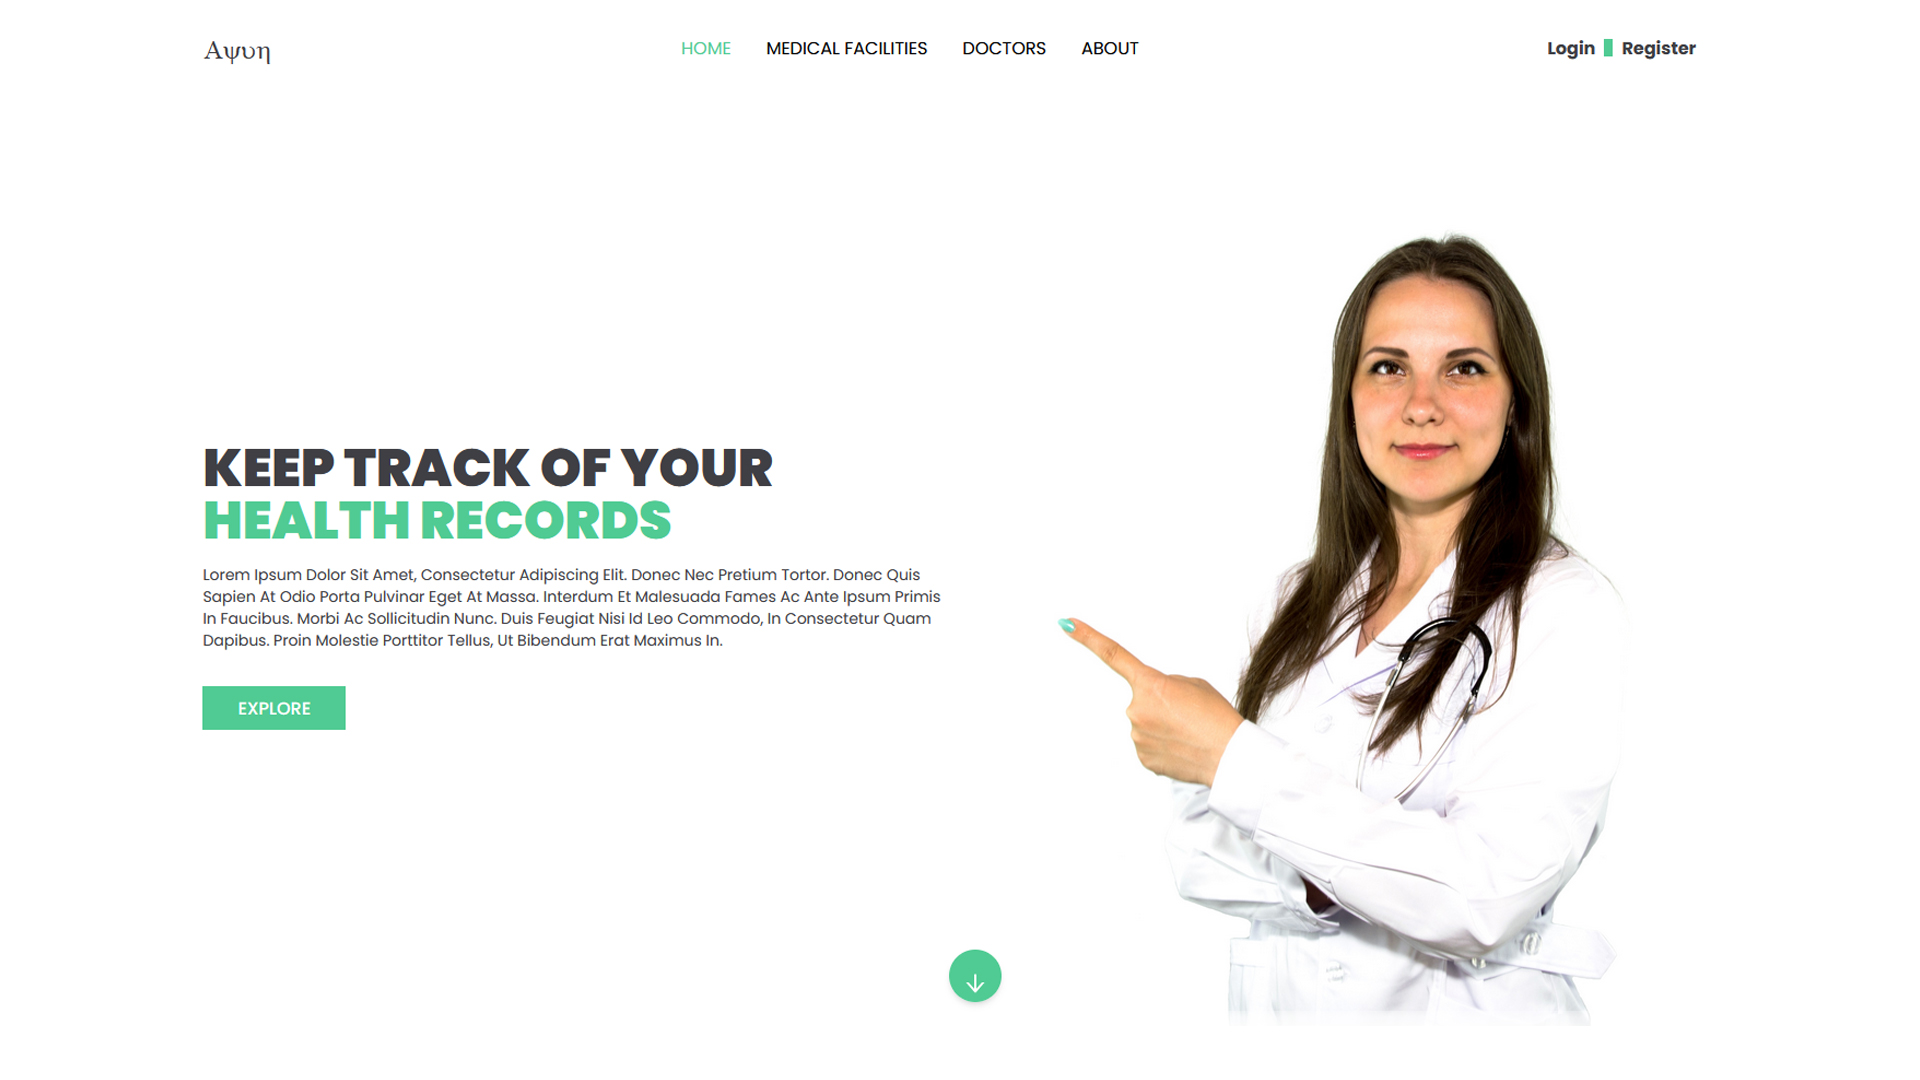 Αψυη
HOME MEDICAL FACILITIES DOCTORS ABOUT
Login Register
KEEP TRACK OF YOUR
HEALTH RECORDS
Lorem Ipsum Dolor Sit Amet, Consectetur Adipiscing Elit. Donec Nec Pretium Tortor. Donec Quis
Sapien At Odio Porta Pulvinar Eget At Massa. Interdum Et Malesuada Fames Ac Ante Ipsum Primis
In Faucibus. Morbi Ac Sollicitudin Nunc. Duis Feugiat Nisi Id Leo Commodo, In Consectetur Quam
Dapibus. Proin Molestie Porttitor Tellus, Ut Bibendum Erat Maximus In.
EXPLORE